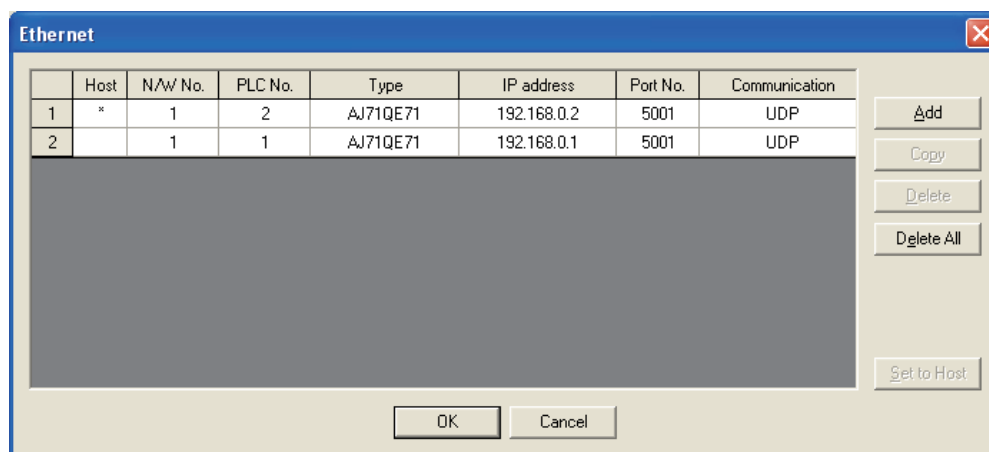 Ethernet
Host N/W No. PLC No. Type IP address Port No. Communication
1 * 1 2 AJ71QE71 192.168.0.2 5001 UDP
2 1 1 AJ71QE71 192.168.0.1 5001 UDP
Add
Copy
Delete
Delete All
Set to Host
OK Cancel